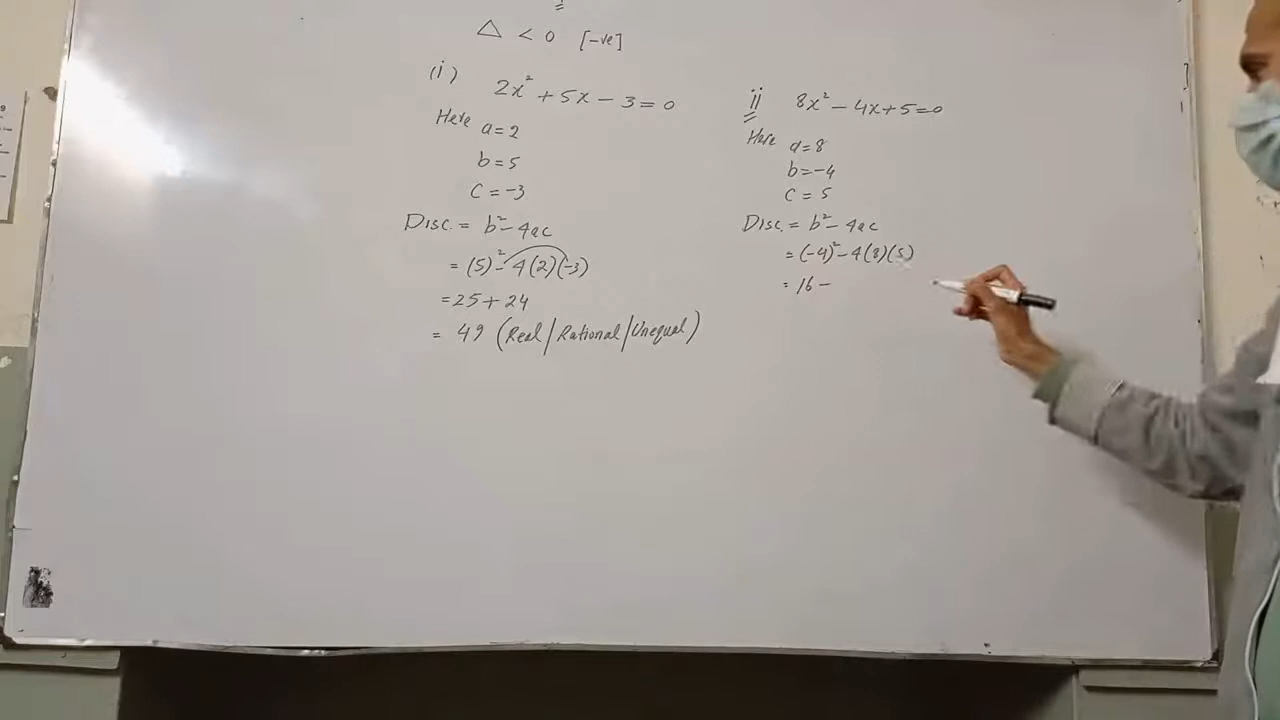 △ < 0 [-ve]
(i) 2x² + 5x - 3 = 0
Here a = 2
b = 5
c = -3
Disc. = b² - 4ac
= (5)² - 4(2)(-3)
= 25 + 24
= 49 (Real/Rational/Unequal)
ii 8x² - 4x + 5 = 0
Here a = 8
b = -4
c = 5
Disc. = b² - 4ac
= (-4)² - 4(8)(5)
= 16 -